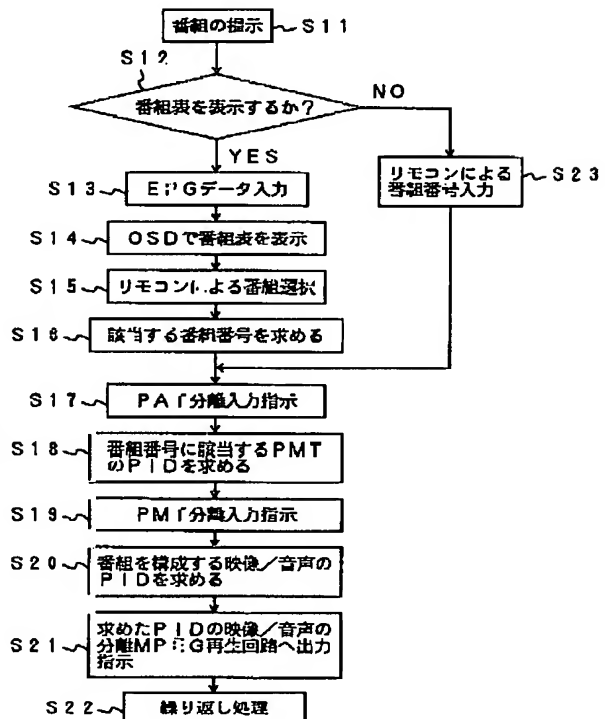 番組の提示
S11
S12
番組表を表示するか?
NO
YES
S13
EPGデータ入力
リモコンによる
番組番号入力
S23
S14
OSDで番組表を表示
S15
リモコンによる番組選択
S16
該当する番組番号を求める
S17
PAT分離入力指示
S18
番組番号に該当するPMT
のPIDを求める
S19
PMT分離入力指示
S20
番組を構成する映像/音声の
PIDを求める
S21
求めたPIDの映像/音声の
分離MPEG再生回路へ出力
指示
S22
繰り返し処理